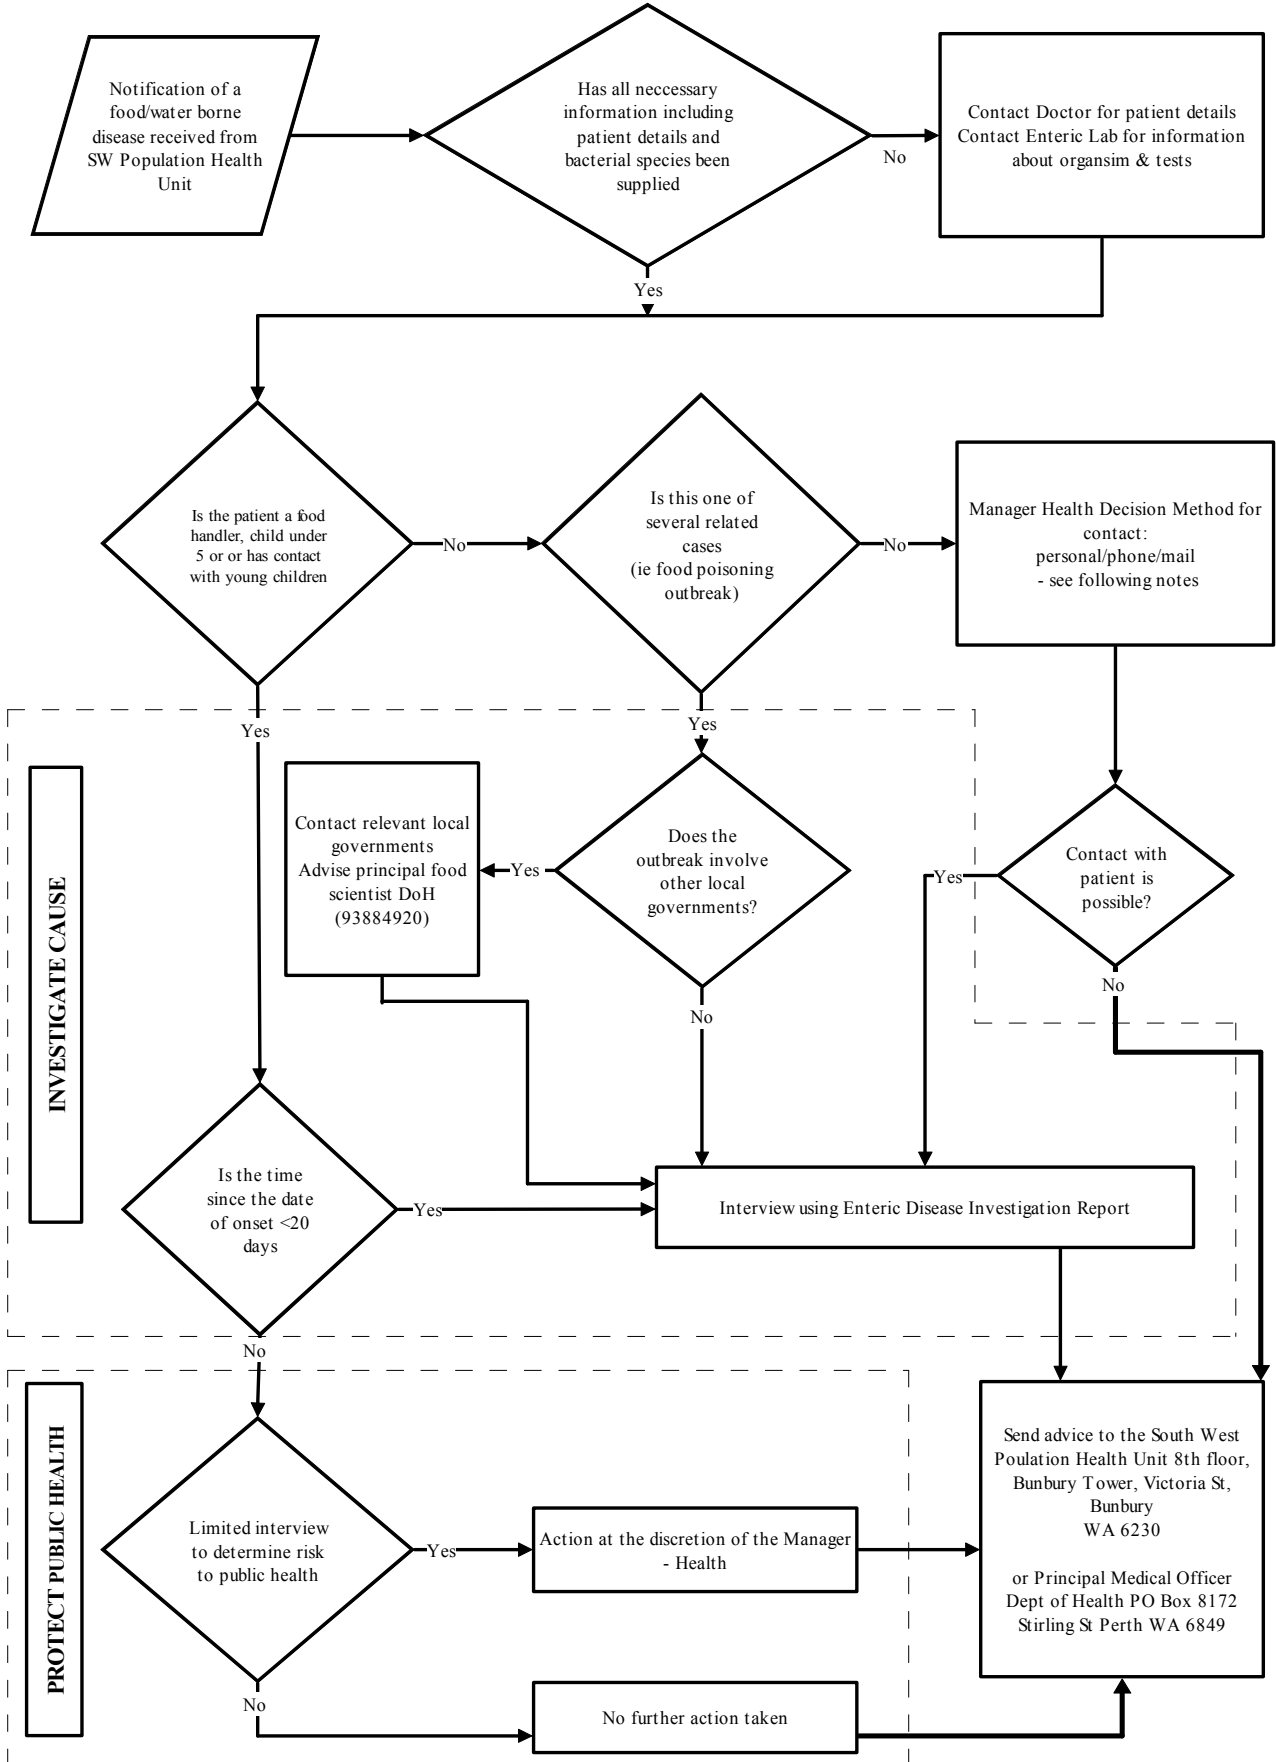 Notification of a
food/water borne
disease received from
SW Population Health
Unit
Has all neccessary
information including
patient details and
bacterial species been
supplied
No
Contact Doctor for patient details
Contact Enteric Lab for information
about organsim & tests
Yes
Is the patient a food
handler, child under
5 or or has contact
with young children
No
Is this one of
several related
cases
(ie food poisoning
outbreak)
No
Manager Health Decision Method for
contact:
personal/phone/mail
- see following notes
Yes
Yes
INVESTIGATE CAUSE
Contact relevant local
governments
Advise principal food
scientist DoH
(93884920)
Yes
Does the
outbreak involve
other local
governments?
Yes
Contact with
patient is
possible?
No
No
Is the time
since the date
of onset <20
days
Yes
Interview using Enteric Disease Investigation Report
No
PROTECT PUBLIC HEALTH
Limited interview
to determine risk
to public health
Yes
Action at the discretion of the Manager
- Health
Send advice to the South West
Poulation Health Unit 8th floor,
Bunbury Tower, Victoria St,
Bunbury
WA 6230
or Principal Medical Officer
Dept of Health PO Box 8172
Stirling St Perth WA 6849
No
No further action taken